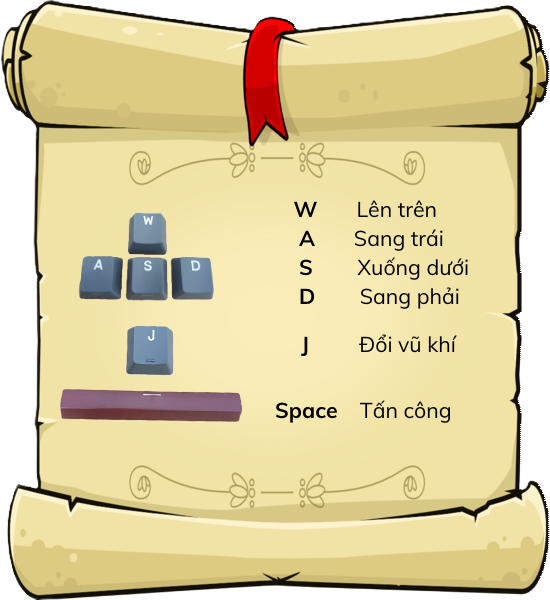 W Lên trên
A Sang trái
S Xuống dưới
D Sang phải
J Đổi vũ khí
Space Tấn công
W
A S D
J